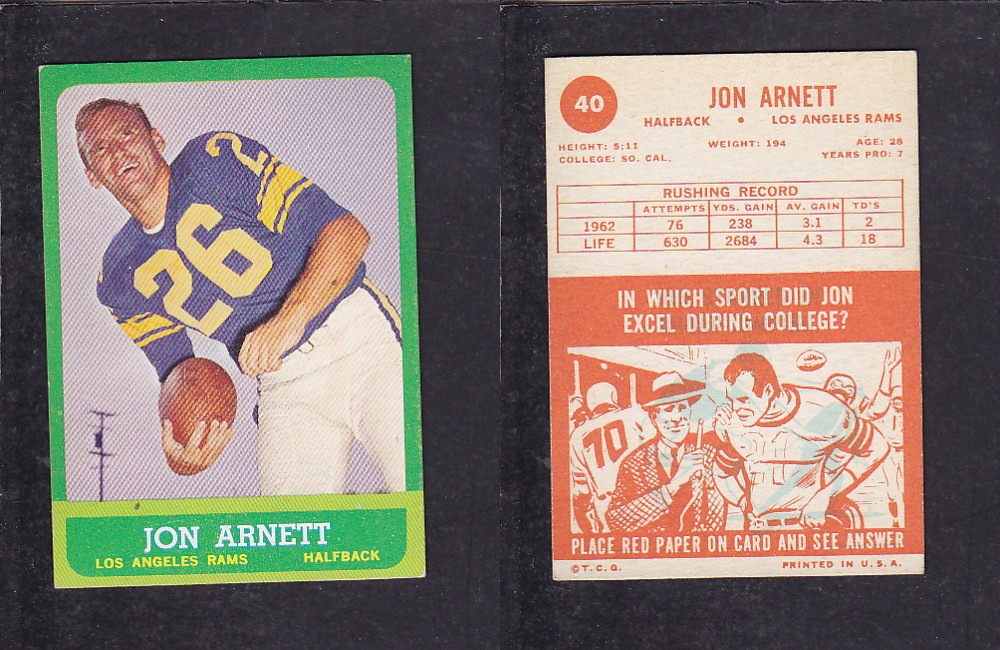 26
2
JON ARNETT
LOS ANGELES RAMS HALFBACK
40
JON ARNETT
HALFBACK • LOS ANGELES RAMS
HEIGHT: 5:11 WEIGHT: 194 AGE: 28
COLLEGE: SO. CAL. YEARS PRO: 7
RUSHING RECORD
ATTEMPTS YDS. GAIN AV. GAIN TD'S
1962 76 238 3.1 2
LIFE 630 2684 4.3 18
IN WHICH SPORT DID JON
EXCEL DURING COLLEGE?
70
PLACE RED PAPER ON CARD AND SEE ANSWER
©T.C.G. PRINTED IN U.S.A.